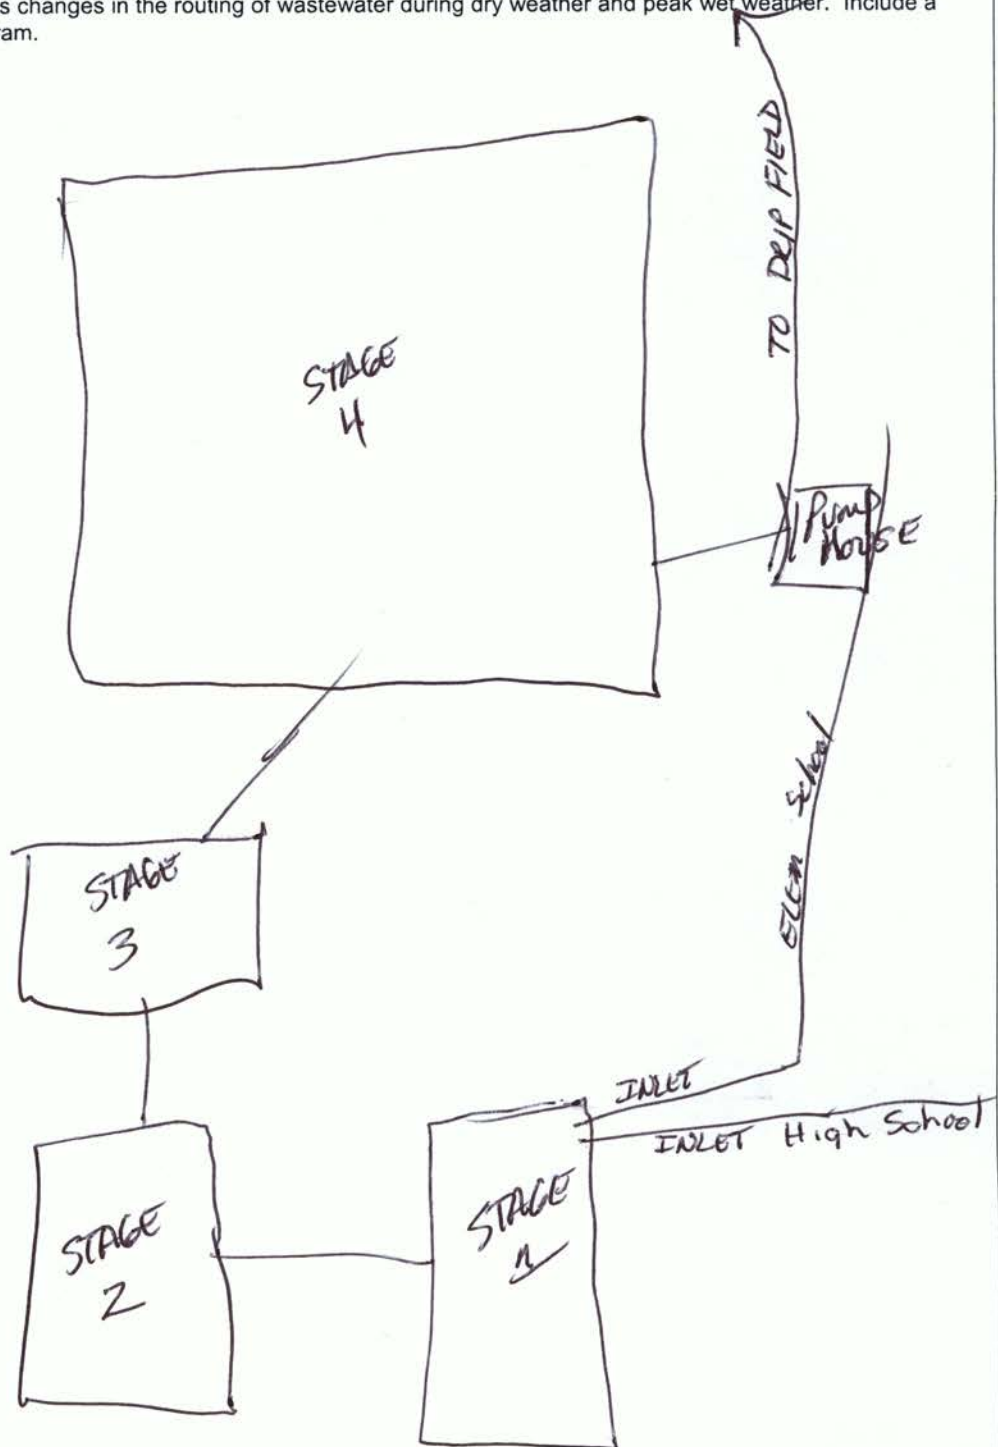 s changes in the routing of wastewater during dry weather and peak wet weather. Include a
ram.
TO DRIP FIELD
STAGE
4
Pump
House
Elem School
STAGE
3
INLET
INLET High School
STAGE
1
STAGE
2